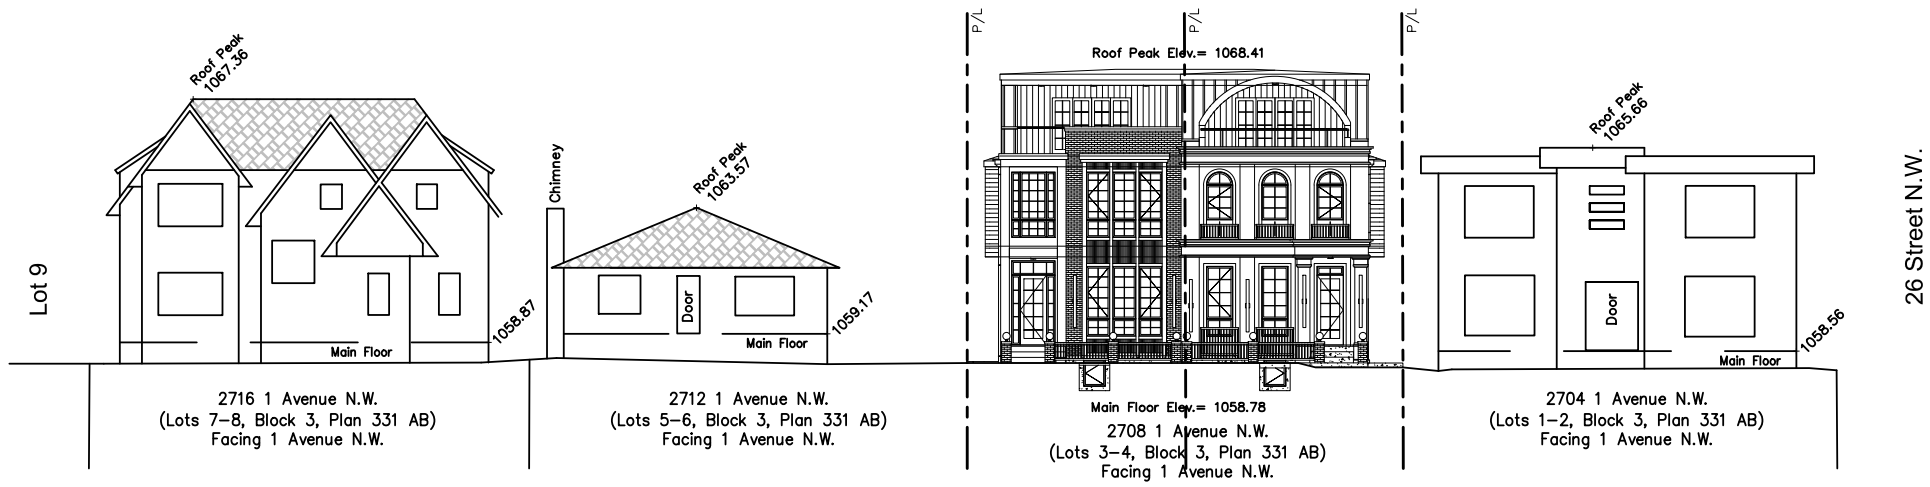 Lot 9
Roof Peak
1067.36
1058.87
Main Floor
2716 1 Avenue N.W.
(Lots 7-8, Block 3, Plan 331 AB)
Facing 1 Avenue N.W.
Chimney
Roof Peak
1063.57
Door
1059.17
Main Floor
2712 1 Avenue N.W.
(Lots 5-6, Block 3, Plan 331 AB)
Facing 1 Avenue N.W.
P/L
P/L
P/L
Roof Peak Elev.= 1068.41
Main Floor Elev.= 1058.78
2708 1 Avenue N.W.
(Lots 3-4, Block 3, Plan 331 AB)
Facing 1 Avenue N.W.
Roof Peak
1065.66
Door
1058.56
Main Floor
2704 1 Avenue N.W.
(Lots 1-2, Block 3, Plan 331 AB)
Facing 1 Avenue N.W.
26 Street N.W.